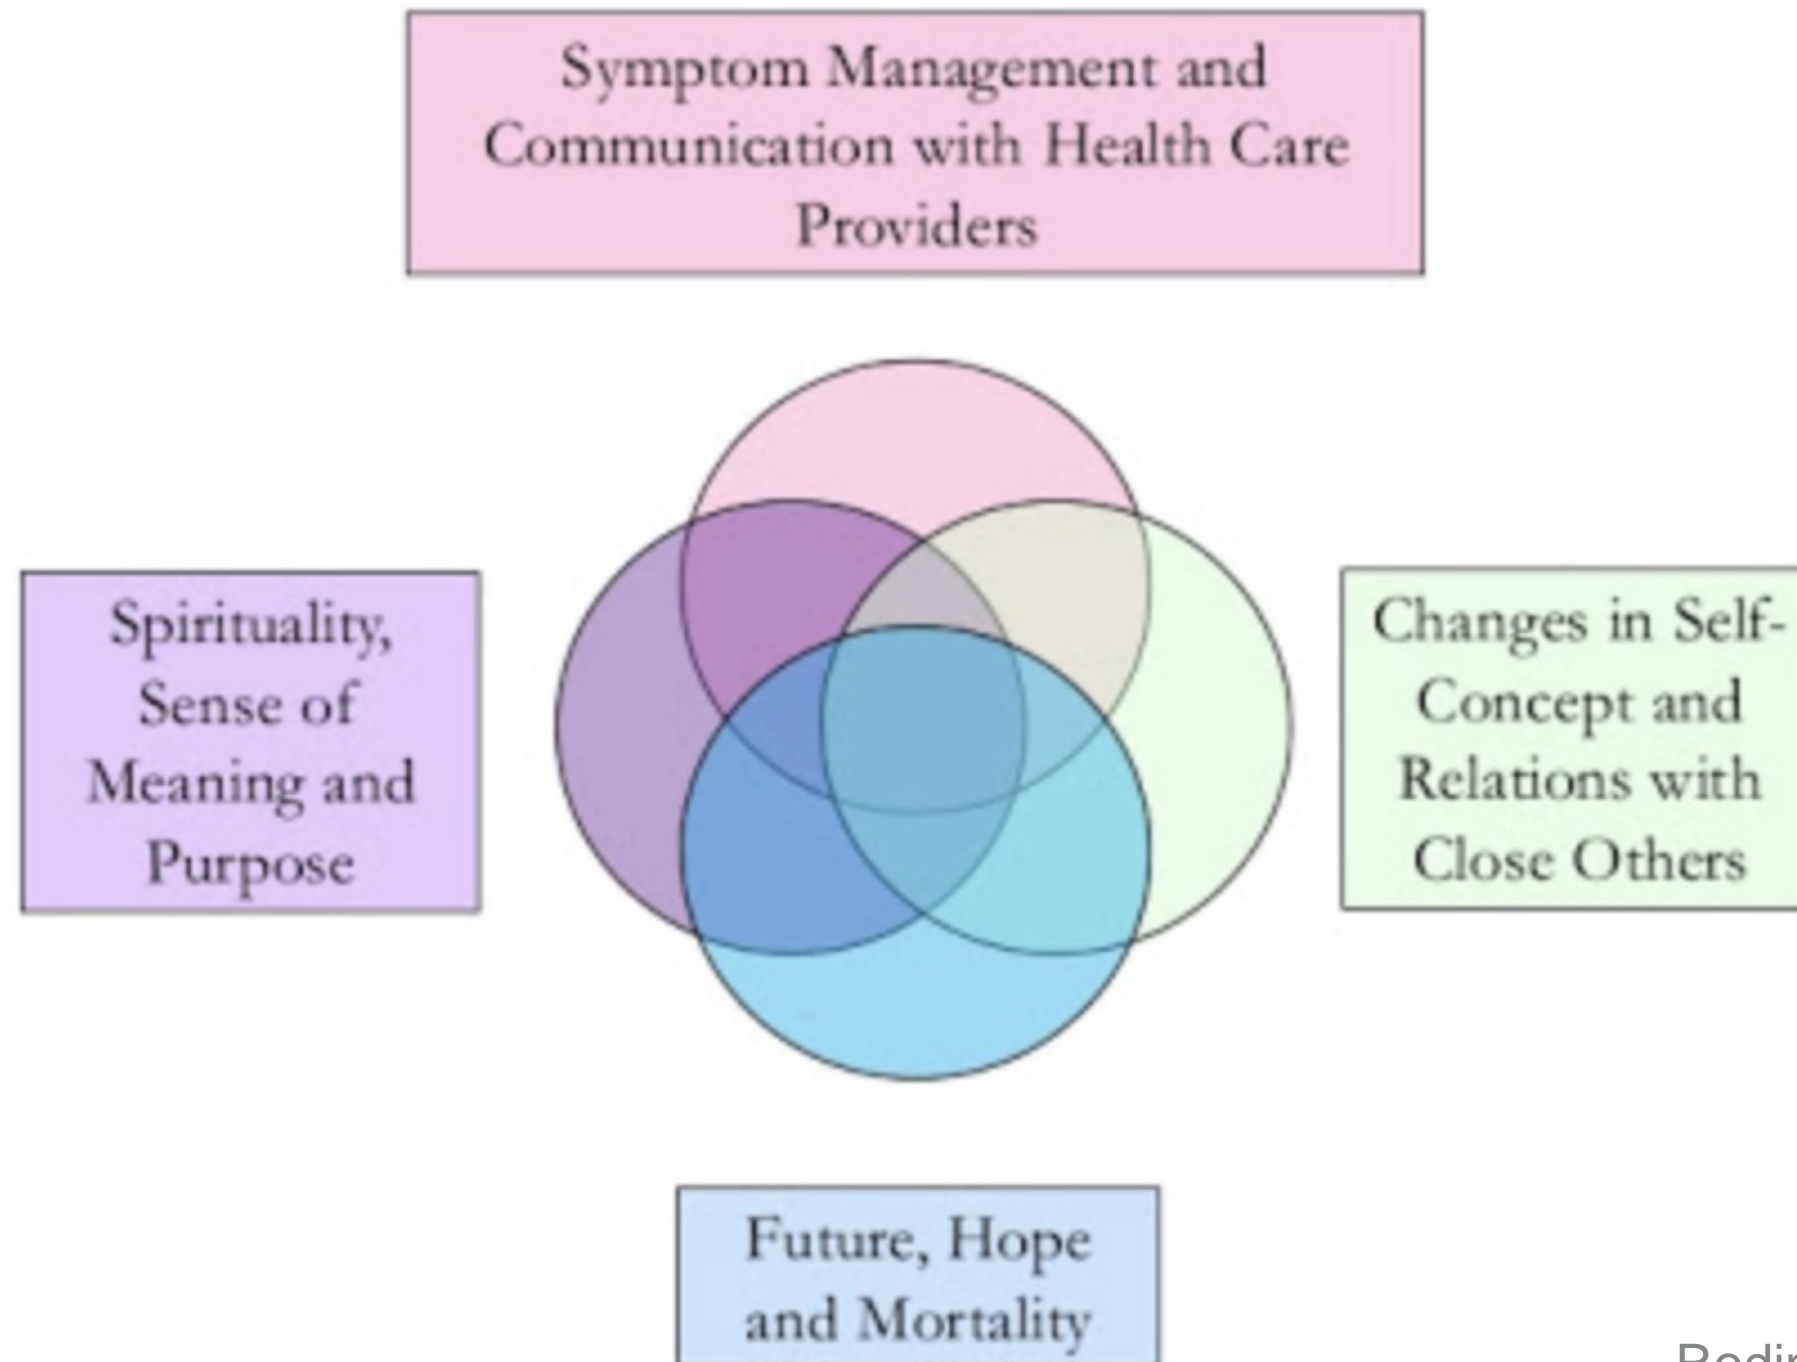 Symptom Management and
Communication with Health Care
Providers
Spirituality,
Sense of
Meaning and
Purpose
Changes in Self-
Concept and
Relations with
Close Others
Future, Hope
and Mortality